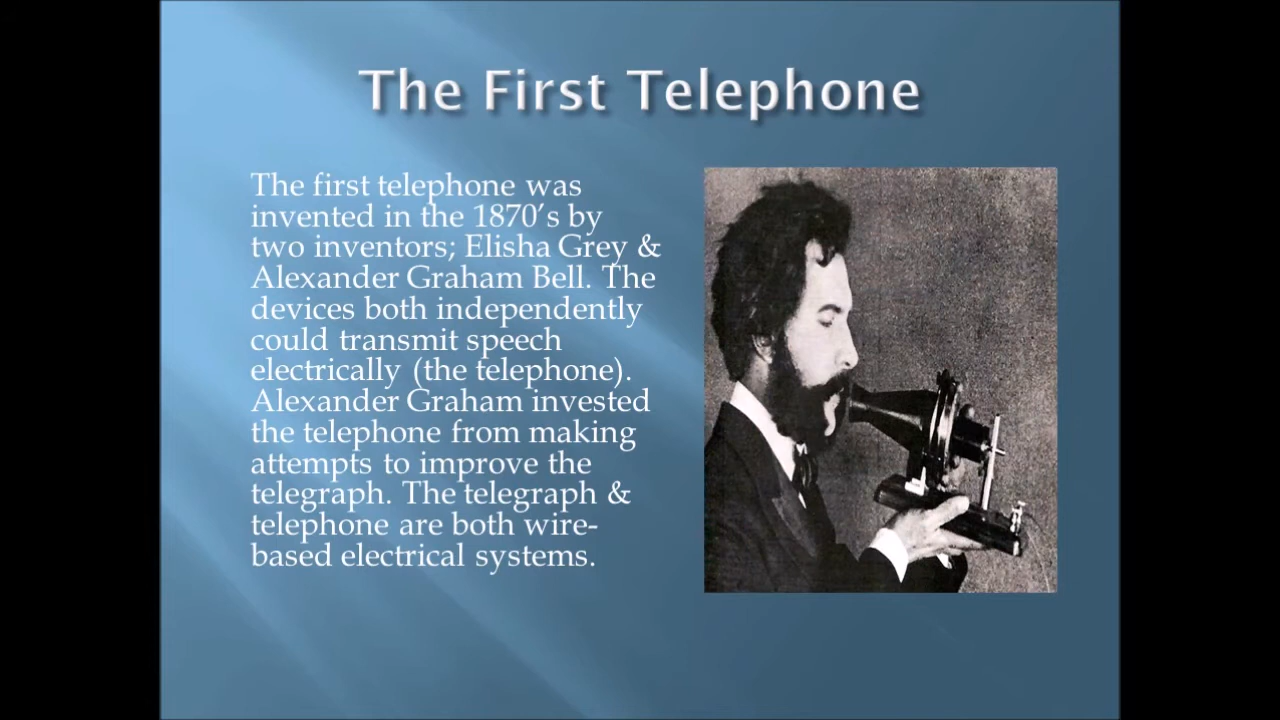 The First Telephone
The first telephone was
invented in the 1870’s by
two inventors; Elisha Grey &
Alexander Graham Bell. The
devices both independently
could transmit speech
electrically (the telephone).
Alexander Graham invested
the telephone from making
attempts to improve the
telegraph. The telegraph &
telephone are both wire-
based electrical systems.